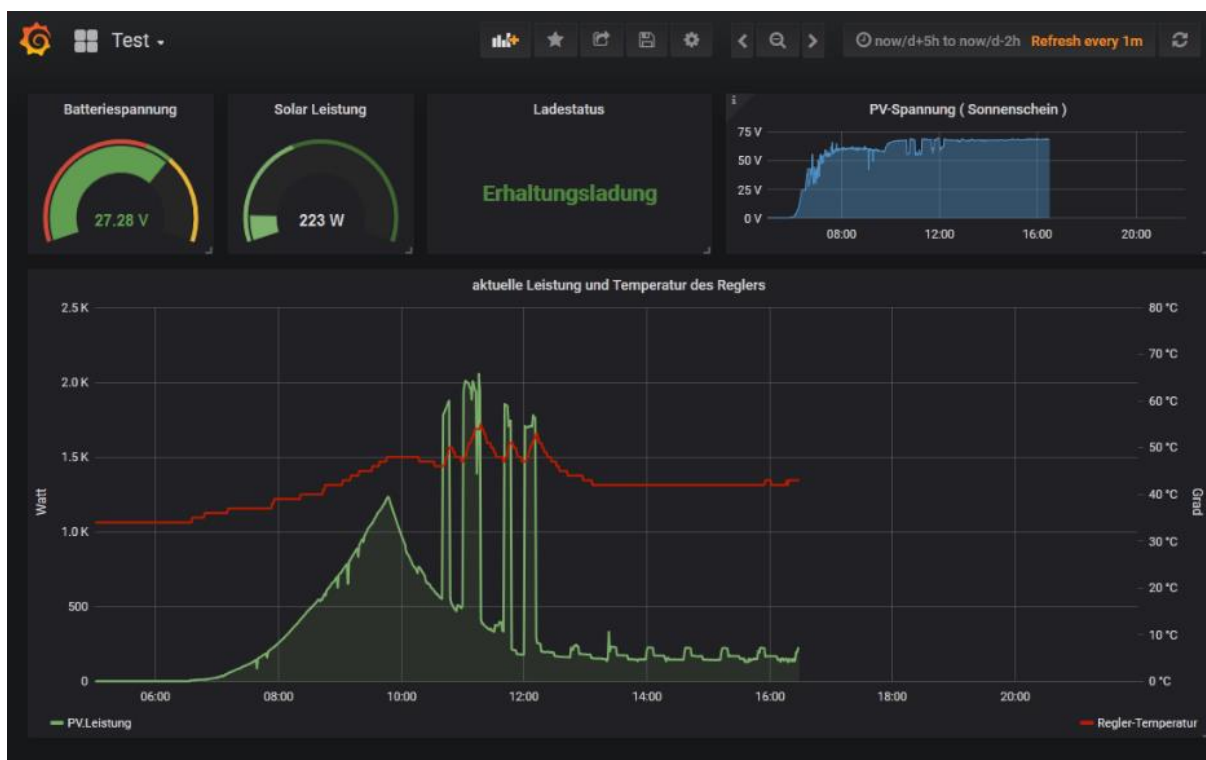 Test
now/d+5h to now/d-2h Refresh every 1m
Batteriespannung
27.28 V
Solar Leistung
223 W
Ladestatus
Erhaltungsladung
i
PV-Spannung ( Sonnenschein )
75 V
50 V
25 V
0 V
08:00 12:00 16:00 20:00
aktuelle Leistung und Temperatur des Reglers
2.5 K
2.0 K
1.5 K
1.0 K
500
0
Watt
80 °C
70 °C
60 °C
50 °C
40 °C
30 °C
20 °C
10 °C
0 °C
Grad
06:00 08:00 10:00 12:00 14:00 16:00 18:00 20:00
PV.Leistung
Regler-Temperatur